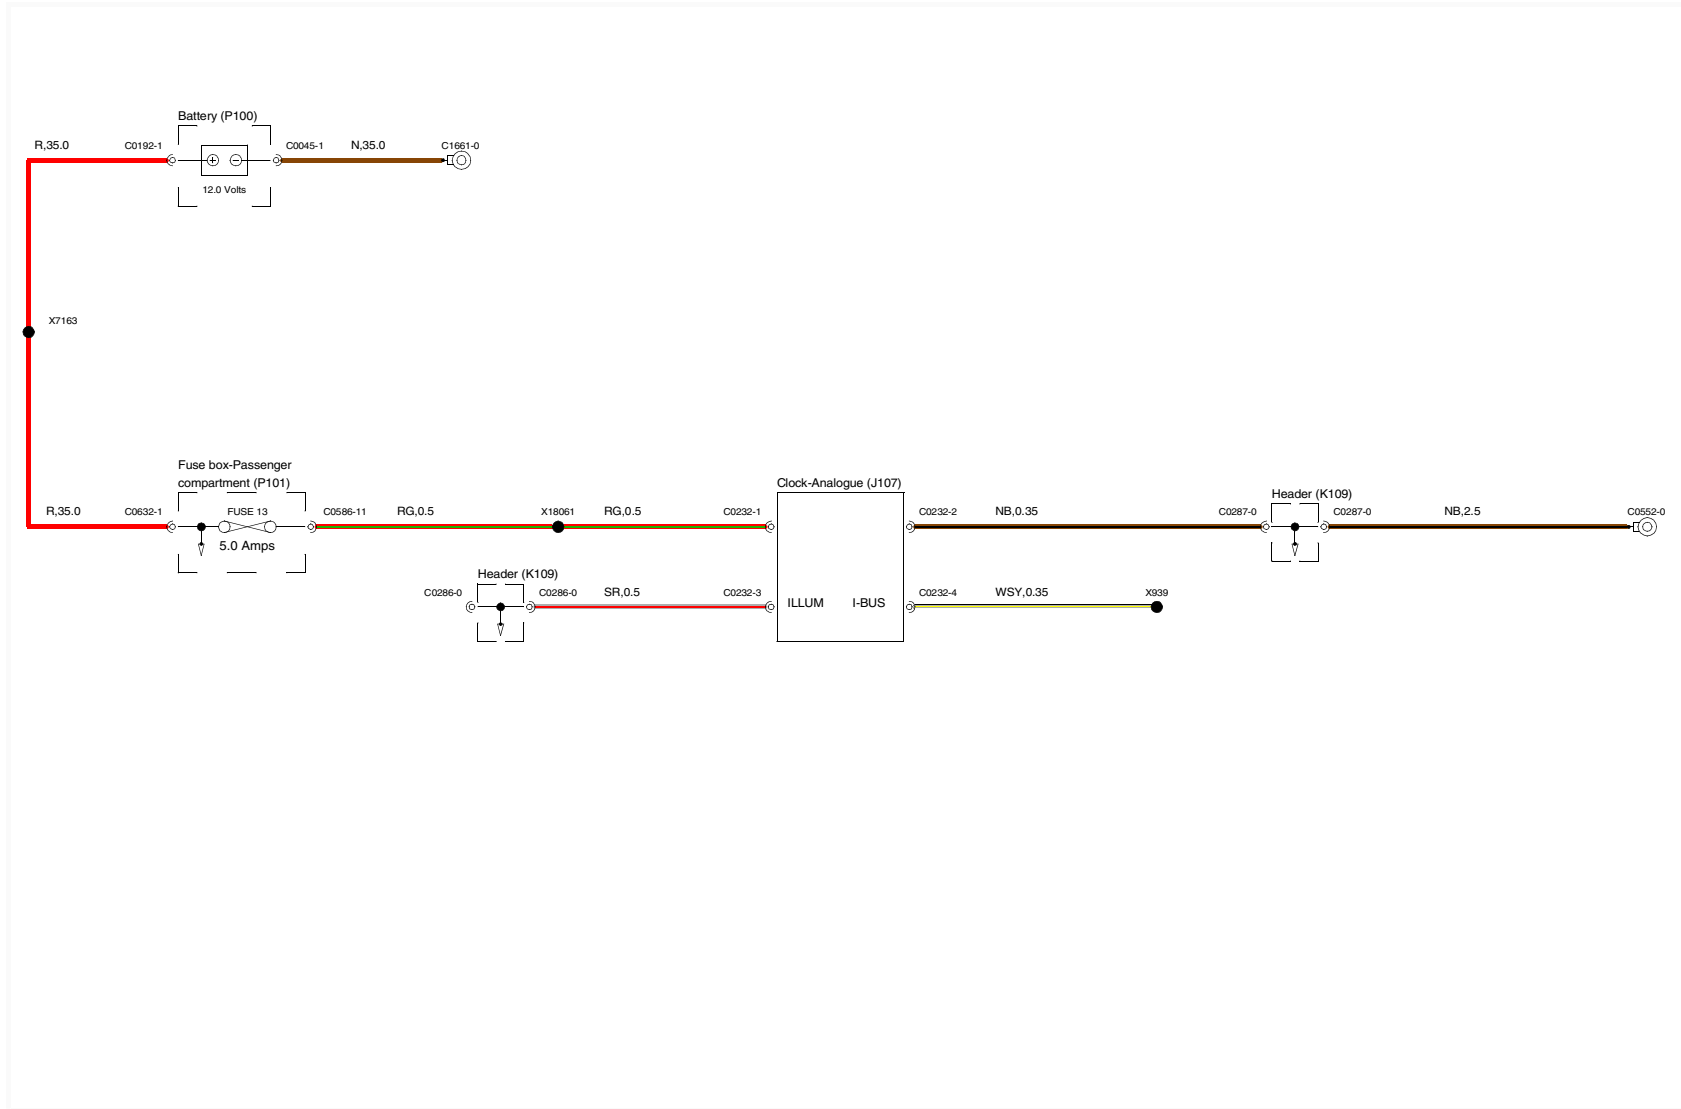 Battery (P100)
R,35.0 C0192-1 C0045-1 N,35.0 C1661-0
12.0 Volts
X7163
Fuse box-Passenger
compartment (P101) Clock-Analogue (J107)
Header (K109)
R,35.0 C0632-1 FUSE 13 C0586-11 RG,0.5 X18061 RG,0.5 C0232-1 C0232-2 NB,0.35 C0287-0 C0287-0 NB,2.5 C0552-0
5.0 Amps
Header (K109)
C0286-0 C0286-0 SR,0.5 C0232-3 ILLUM I-BUS C0232-4 WSY,0.35 X939